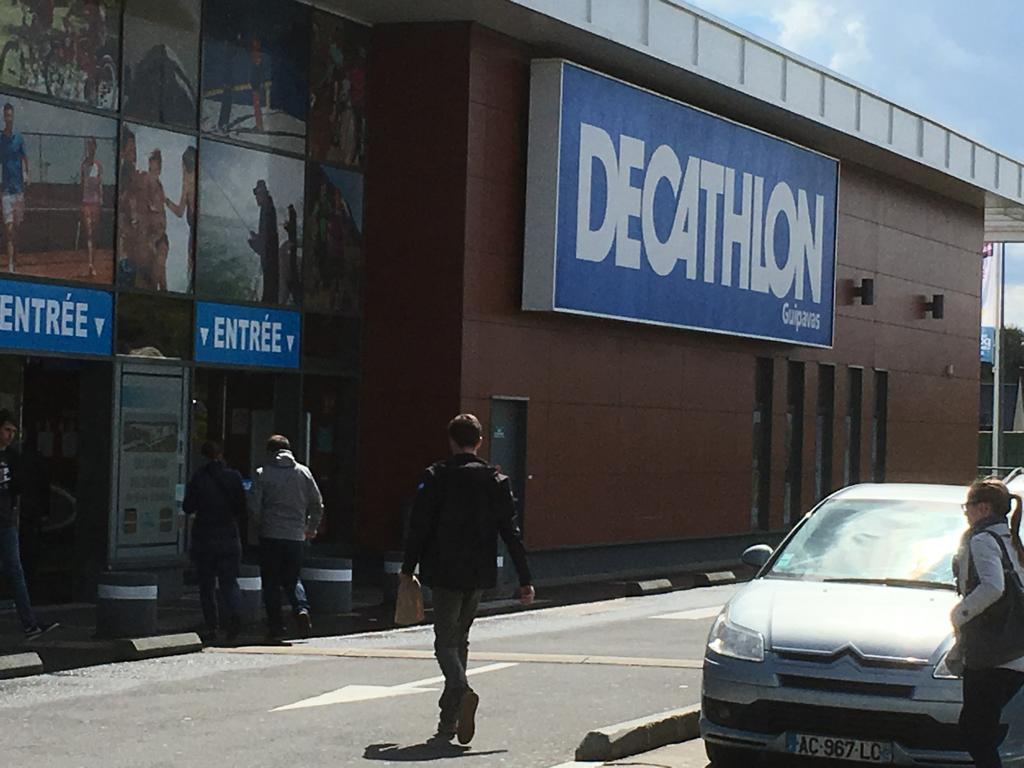 DECATHLON
Guipavas
ENTRÉE
ENTRÉE
AC-967-LC